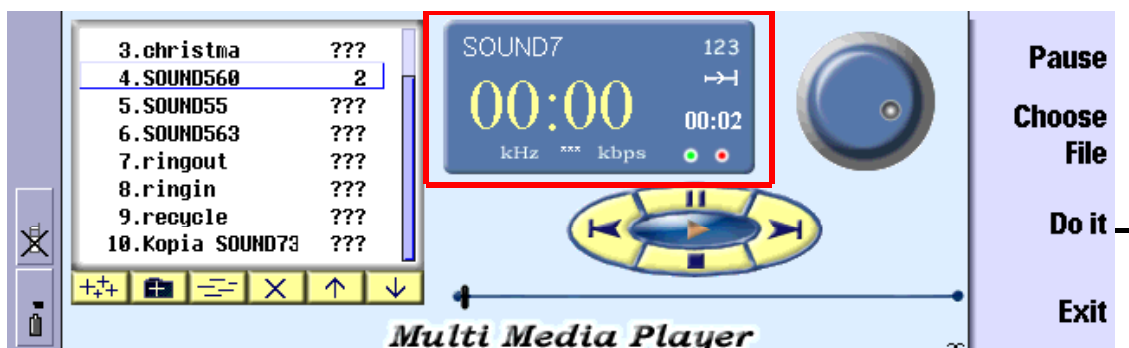 3.christma ???
4.SOUND560 2
5.SOUND55 ???
6.SOUND563 ???
7.ringout ???
8.ringin ???
9.recycle ???
10.Kopia SOUND73 ???
SOUND7 123
00:00 00:02
kHz *** kbps
Multi Media Player
Pause
Choose
File
Do it
Exit